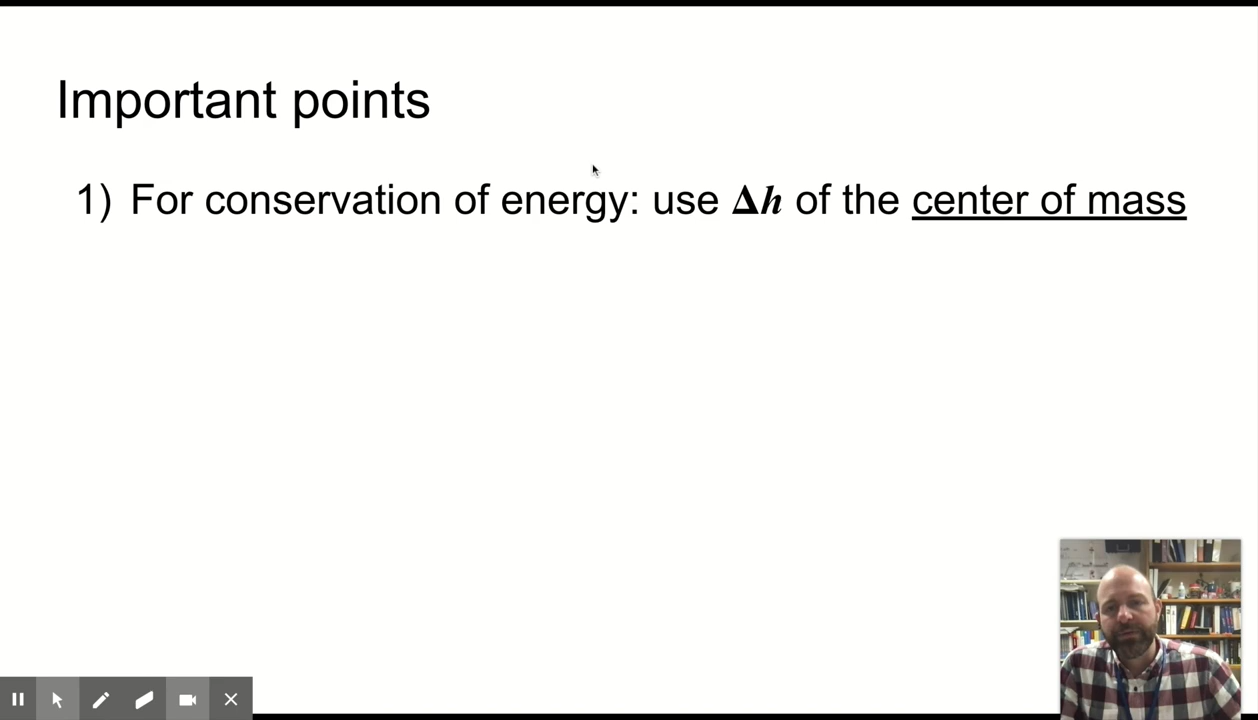 Important points
1) For conservation of energy: use Δh of the center of mass